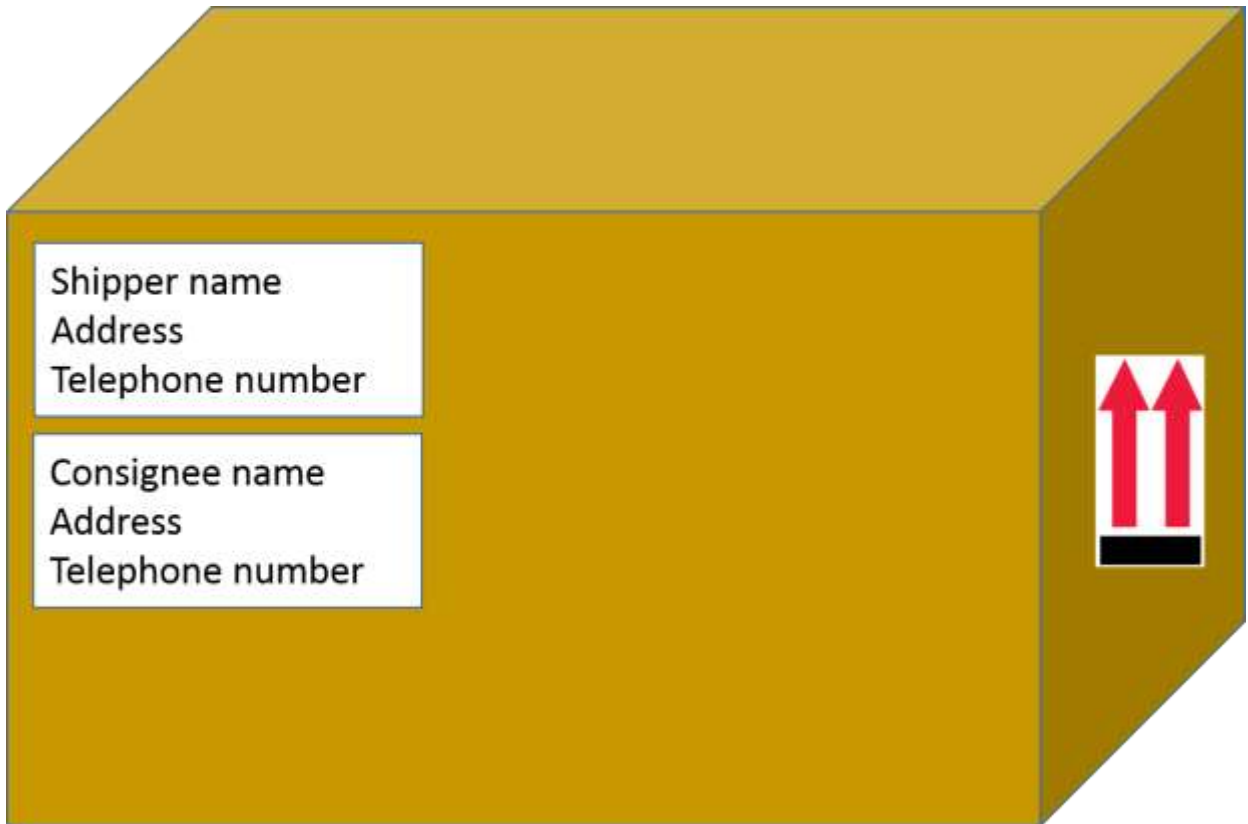 Shipper name
Address
Telephone number
Consignee name
Address
Telephone number